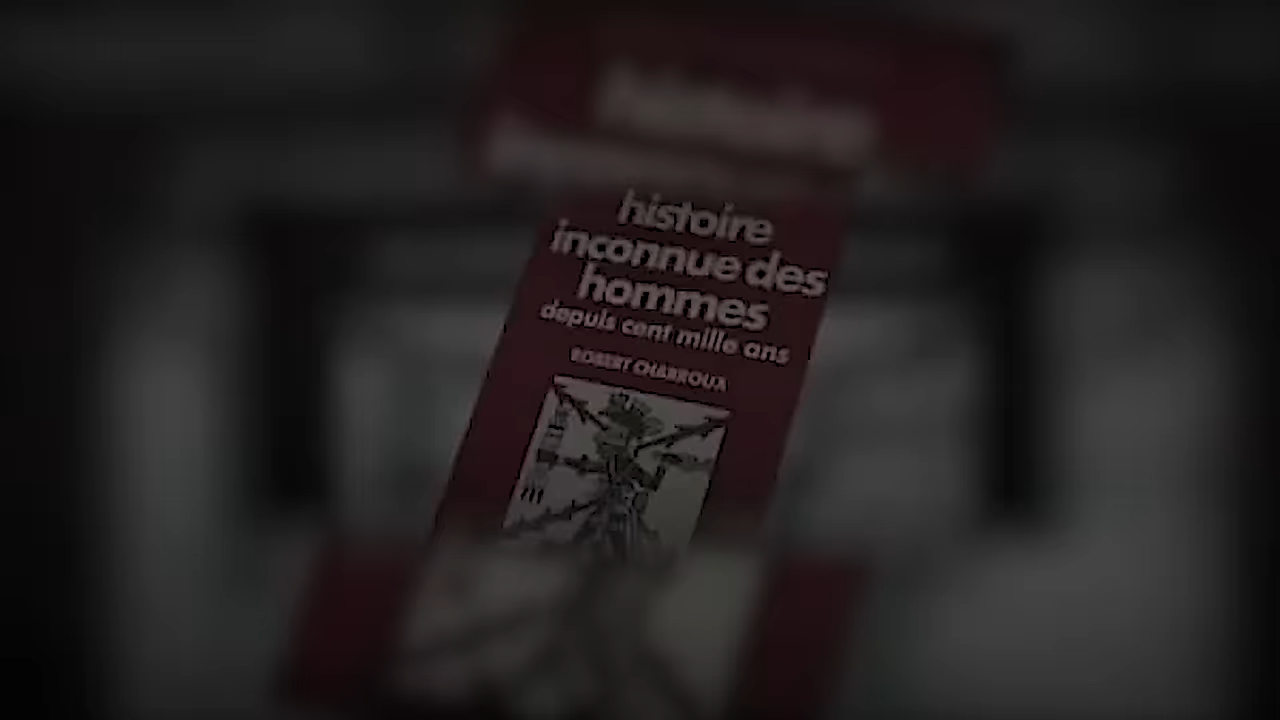 histoire
inconnue des
hommes
depuis cent mille ans
ROBERT CHARROUX